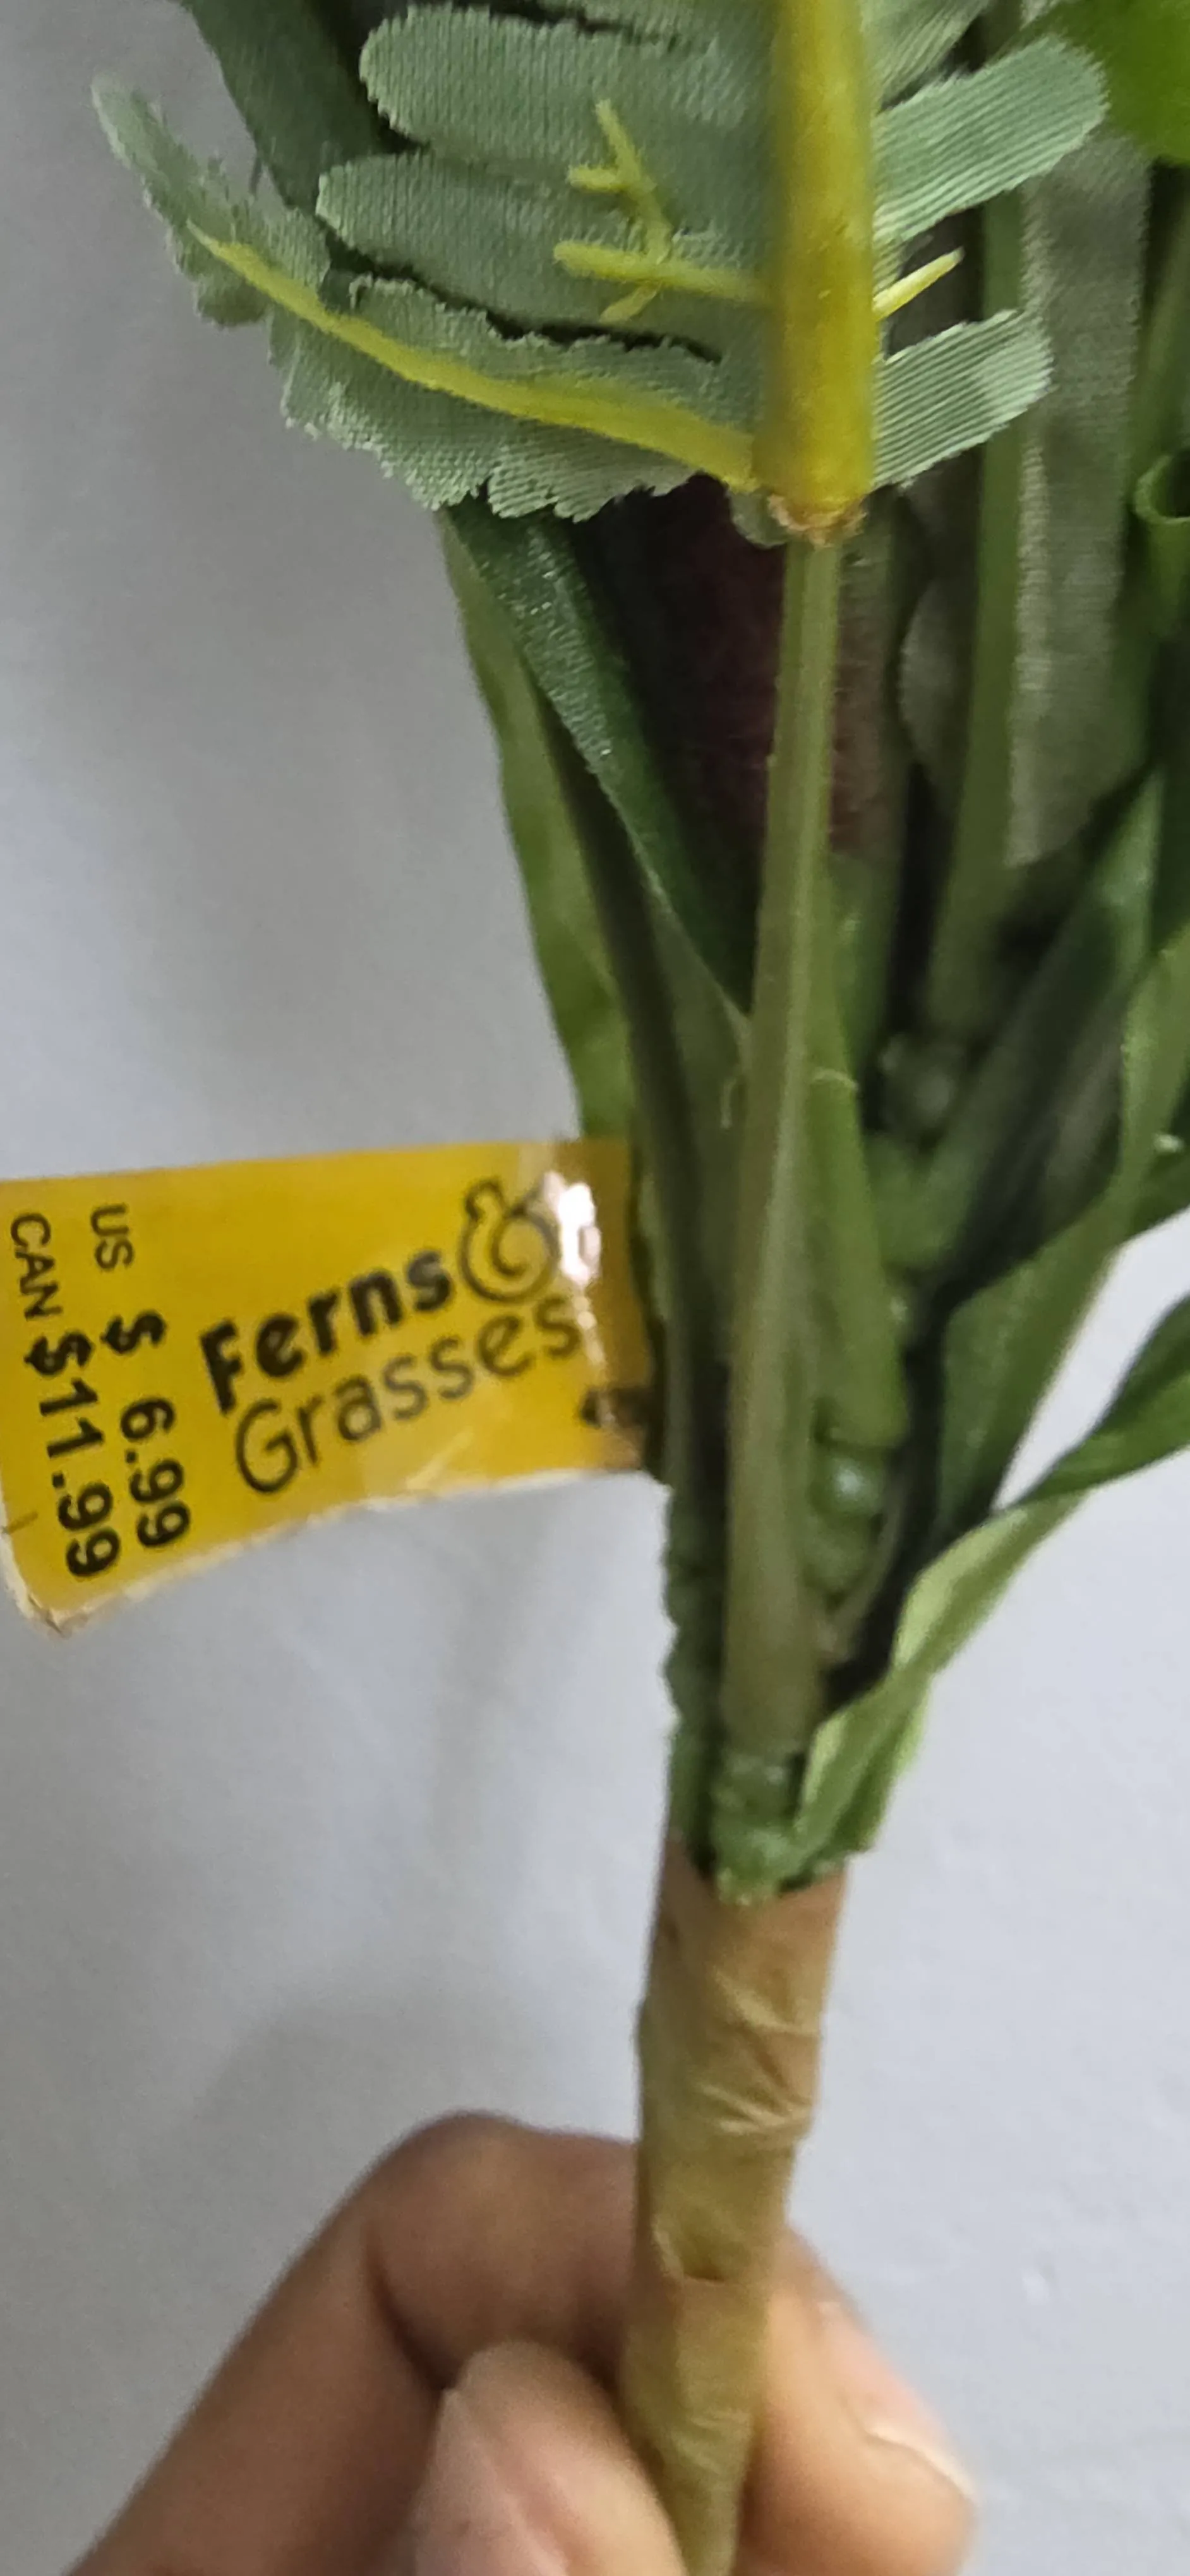 Ferns &
Grasses
US $ 6.99
CAN $11.99